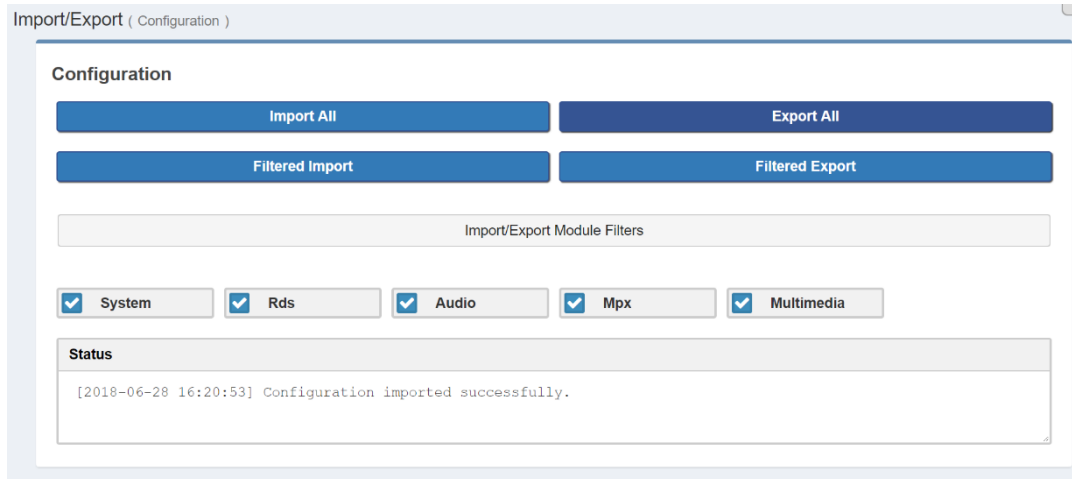 Import/Export ( Configuration )
Configuration
Import All
Export All
Filtered Import
Filtered Export
Import/Export Module Filters
System
Rds
Audio
Mpx
Multimedia
Status
[2018-06-28 16:20:53] Configuration imported successfully.